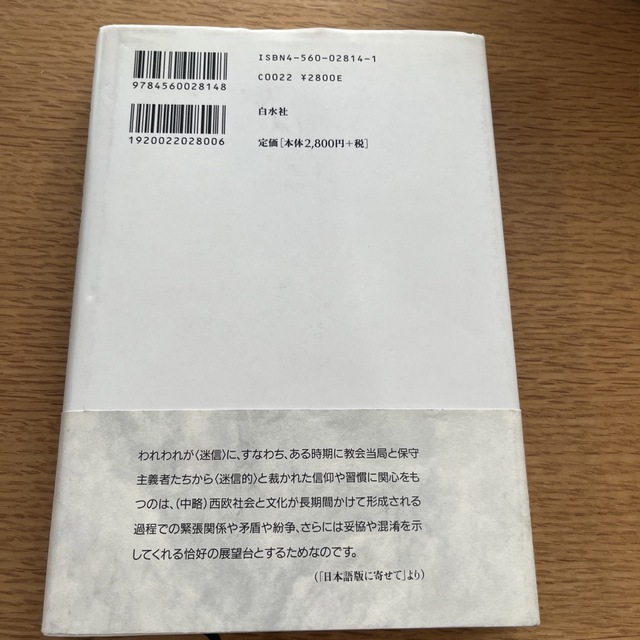 ISBN4-560-02814-1
C0022 ¥2800E
9784560028148
1920022028006
白水社
定価[本体2,800円+税]
われわれが〈迷信〉に、すなわち、ある時期に教会当局と保守
主義者たちから〈迷信的〉と裁かれた信仰や習慣に関心をも
つのは、(中略)西欧社会と文化が長期間かけて形成される
過程での緊張関係や矛盾や紛争、さらには妥協や混淆を示
してくれる恰好の展望台とするためなのです。
(「日本語版に寄せて」より)